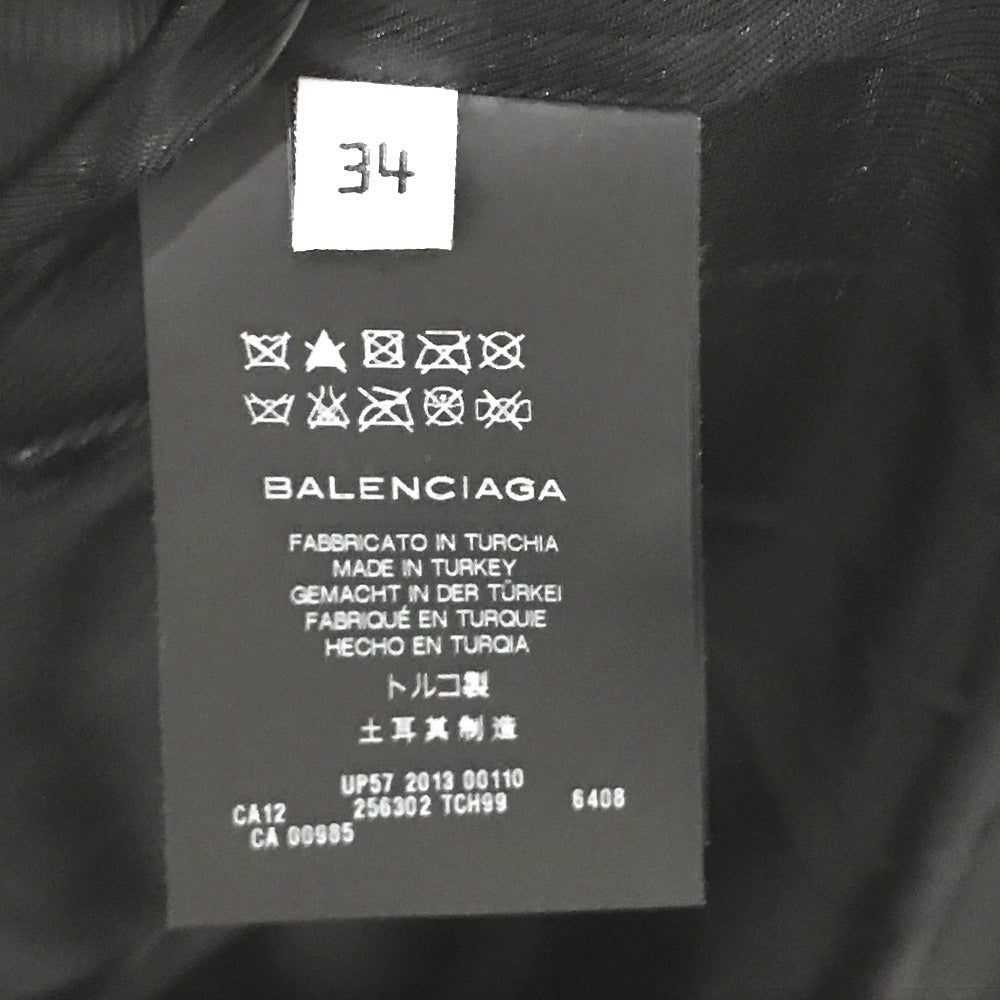 34
BALENCIAGA
FABBRICATO IN TURCHIA
MADE IN TURKEY
GEMACHT IN DER TÜRKEI
FABRIQUÉ EN TURQUIE
HECHO EN TURQIA
トルコ製
土耳其制造
UP57 2013 00110
CA12 256302 TCH99 6408
CA 00985